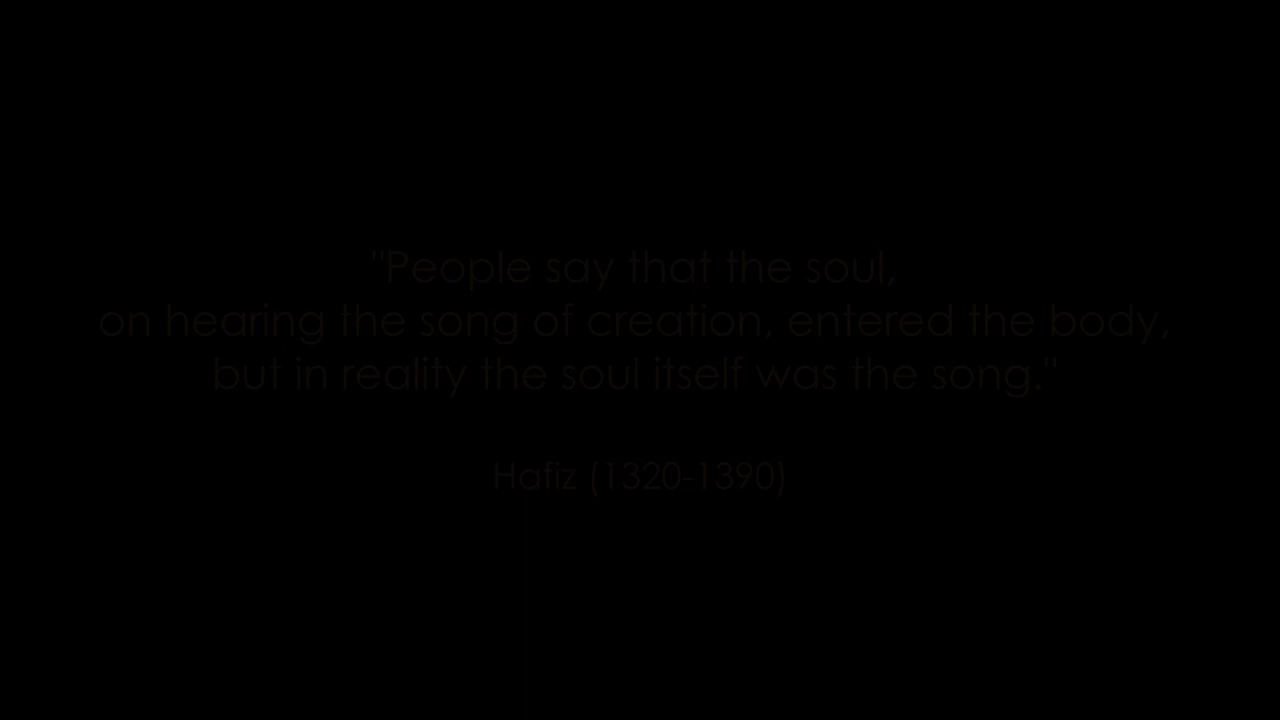 "People say that the soul,
on hearing the song of creation, entered the body,
but in reality the soul itself was the song."
Hafiz (1320-1390)